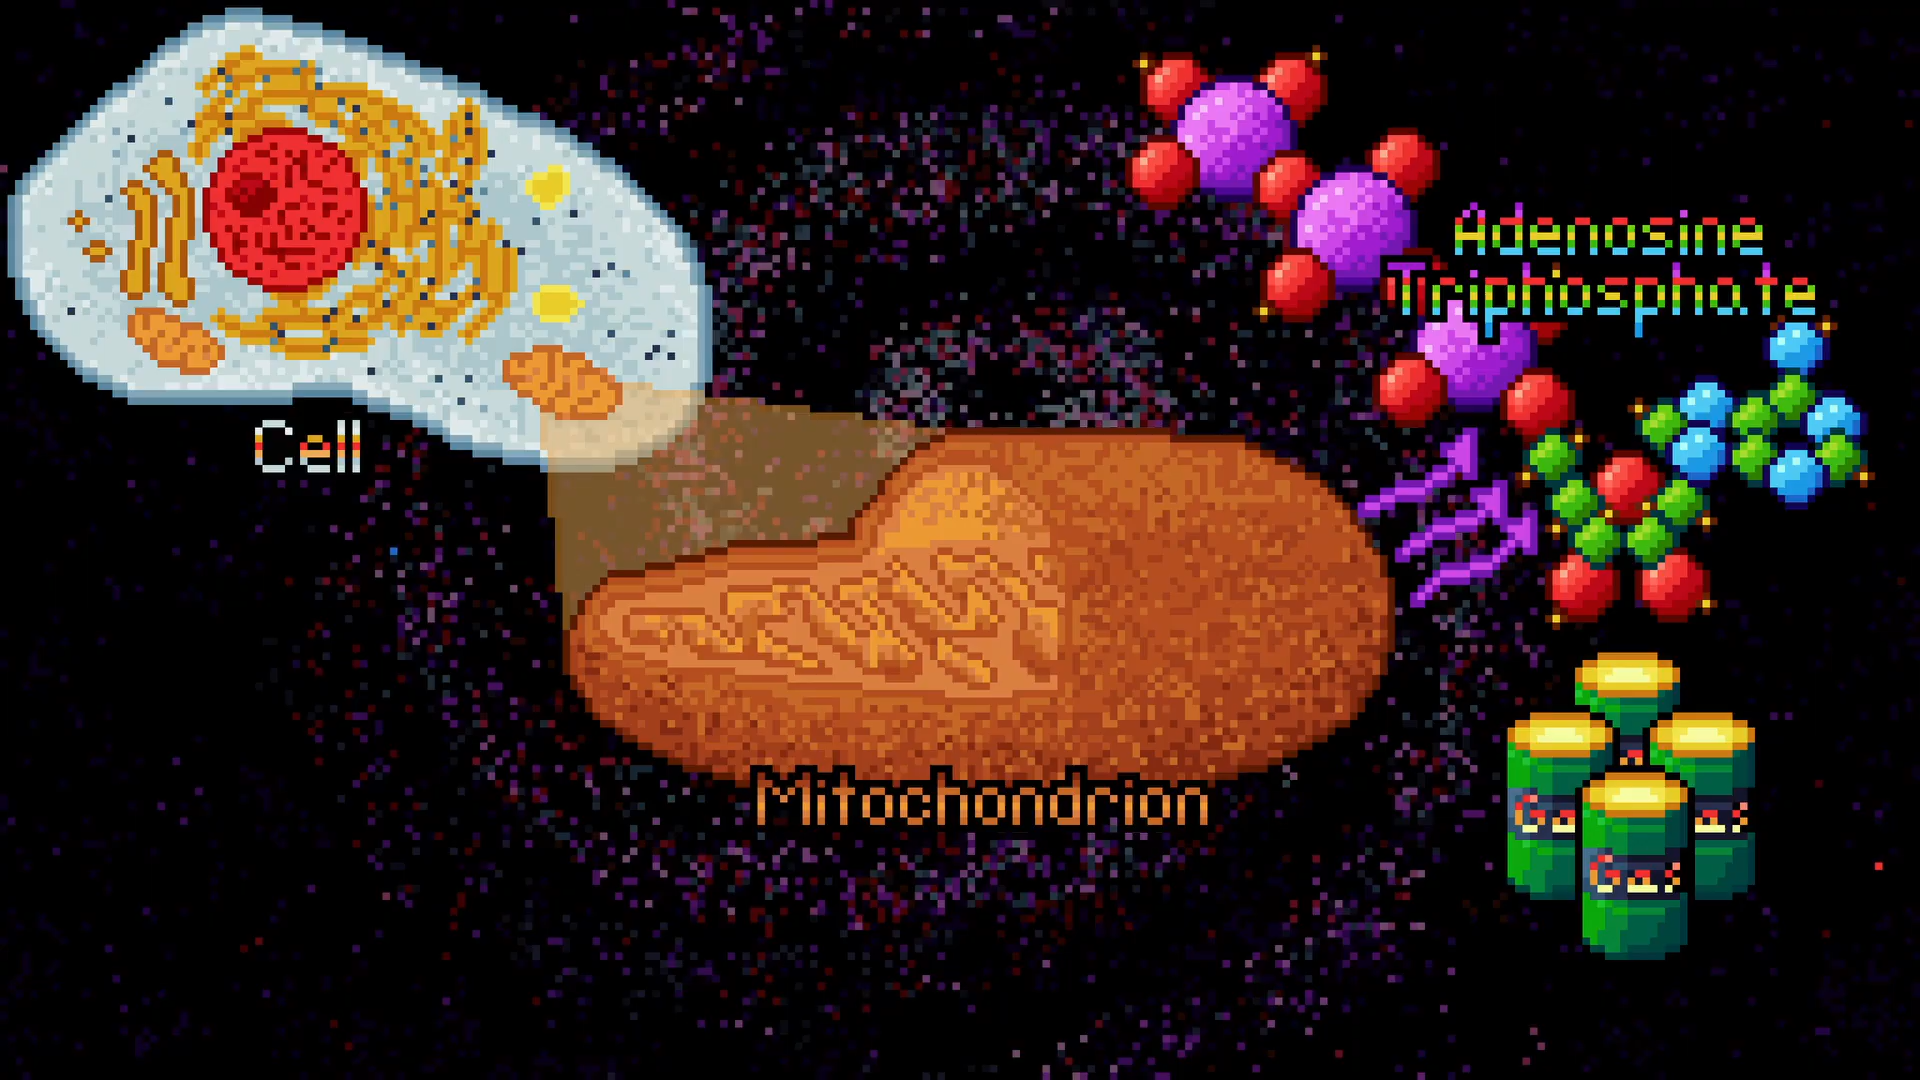 Adenosine
Triphosphate
Cell
Mitochondrion
Gas